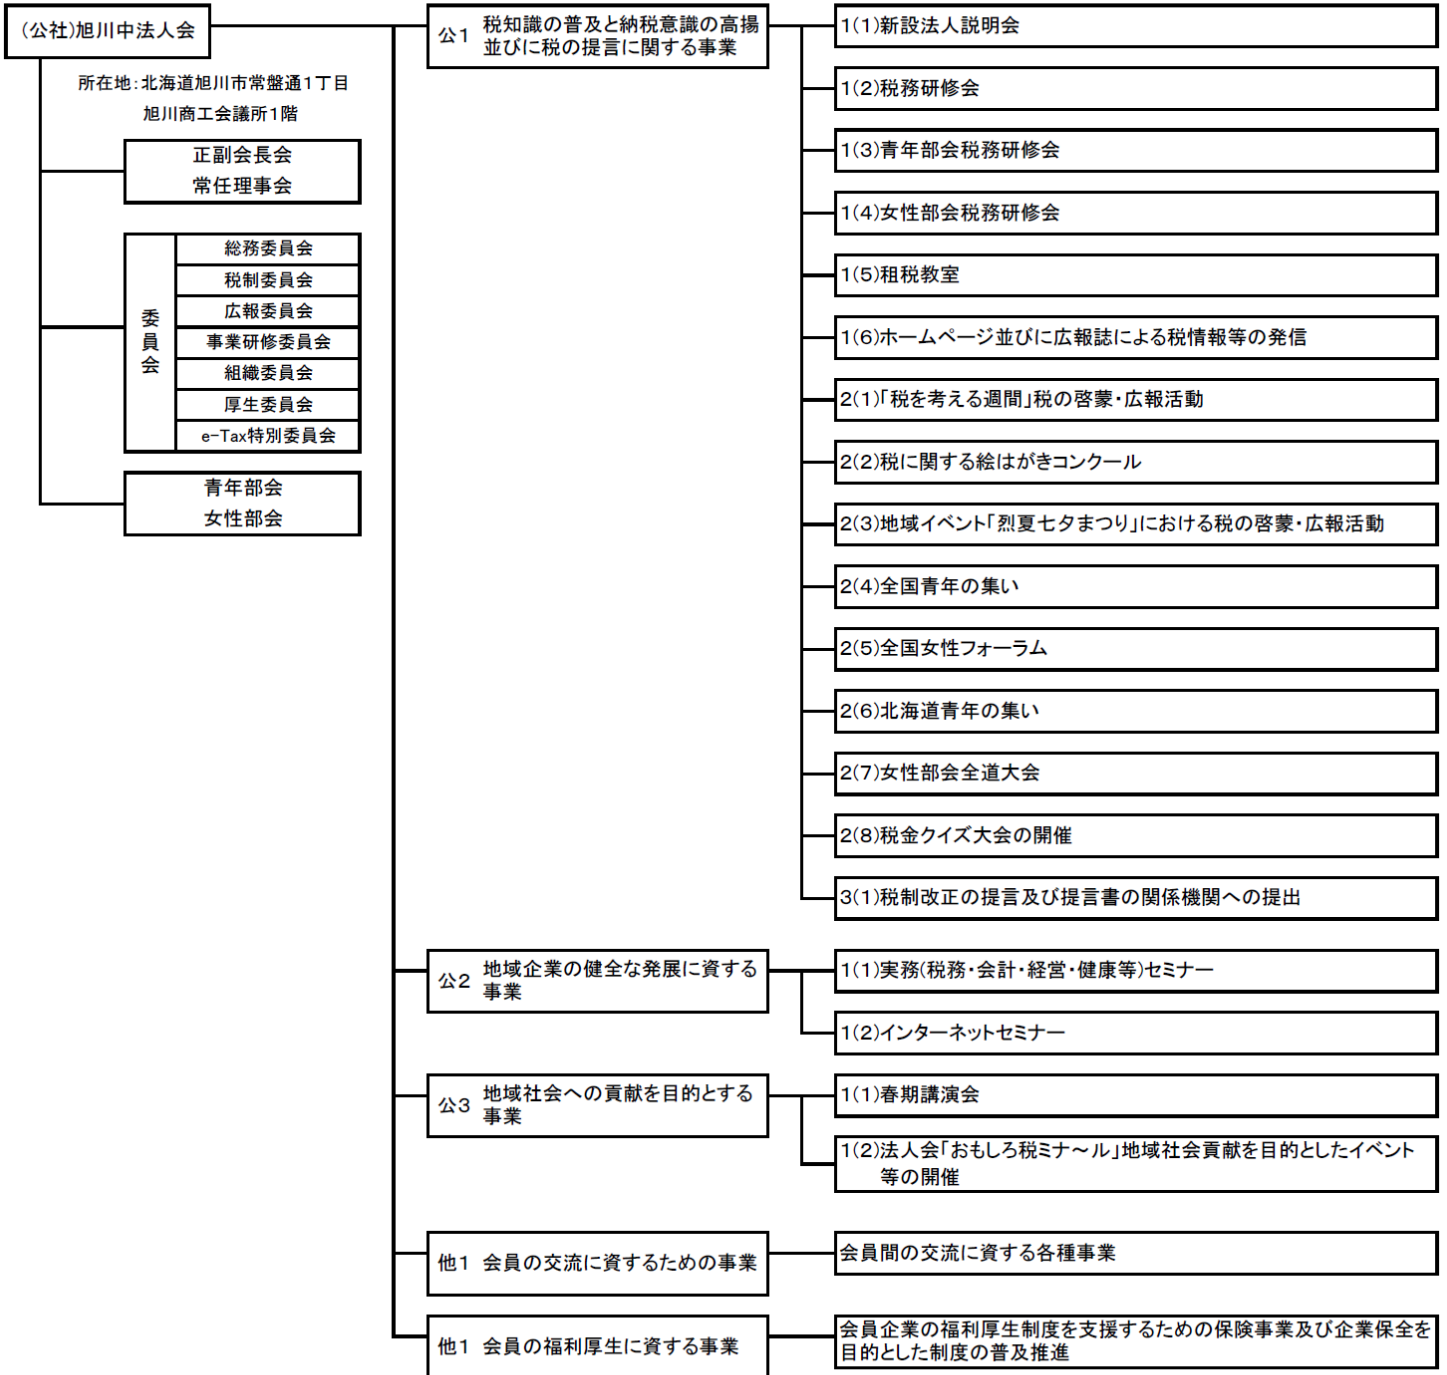 (公社)旭川中法人会
所在地:北海道旭川市常盤通1丁目
旭川商工会議所1階
正副会長会
常任理事会
委員会
総務委員会
税制委員会
広報委員会
事業研修委員会
組織委員会
厚生委員会
e-Tax特別委員会
青年部会
女性部会
公1 税知識の普及と納税意識の高揚
並びに税の提言に関する事業
1(1)新設法人説明会
1(2)税務研修会
1(3)青年部会税務研修会
1(4)女性部会税務研修会
1(5)租税教室
1(6)ホームページ並びに広報誌による税情報等の発信
2(1)「税を考える週間」税の啓蒙・広報活動
2(2)税に関する絵はがきコンクール
2(3)地域イベント「烈夏七夕まつり」における税の啓蒙・広報活動
2(4)全国青年の集い
2(5)全国女性フォーラム
2(6)北海道青年の集い
2(7)女性部会全道大会
2(8)税金クイズ大会の開催
3(1)税制改正の提言及び提言書の関係機関への提出
公2 地域企業の健全な発展に資する
事業
1(1)実務(税務・会計・経営・健康等)セミナー
1(2)インターネットセミナー
公3 地域社会への貢献を目的とする
事業
1(1)春期講演会
1(2)法人会「おもしろ税ミナ～ル」地域社会貢献を目的としたイベント
等の開催
他1 会員の交流に資するための事業
会員間の交流に資する各種事業
他1 会員の福利厚生に資する事業
会員企業の福利厚生制度を支援するための保険事業及び企業保全を
目的とした制度の普及推進